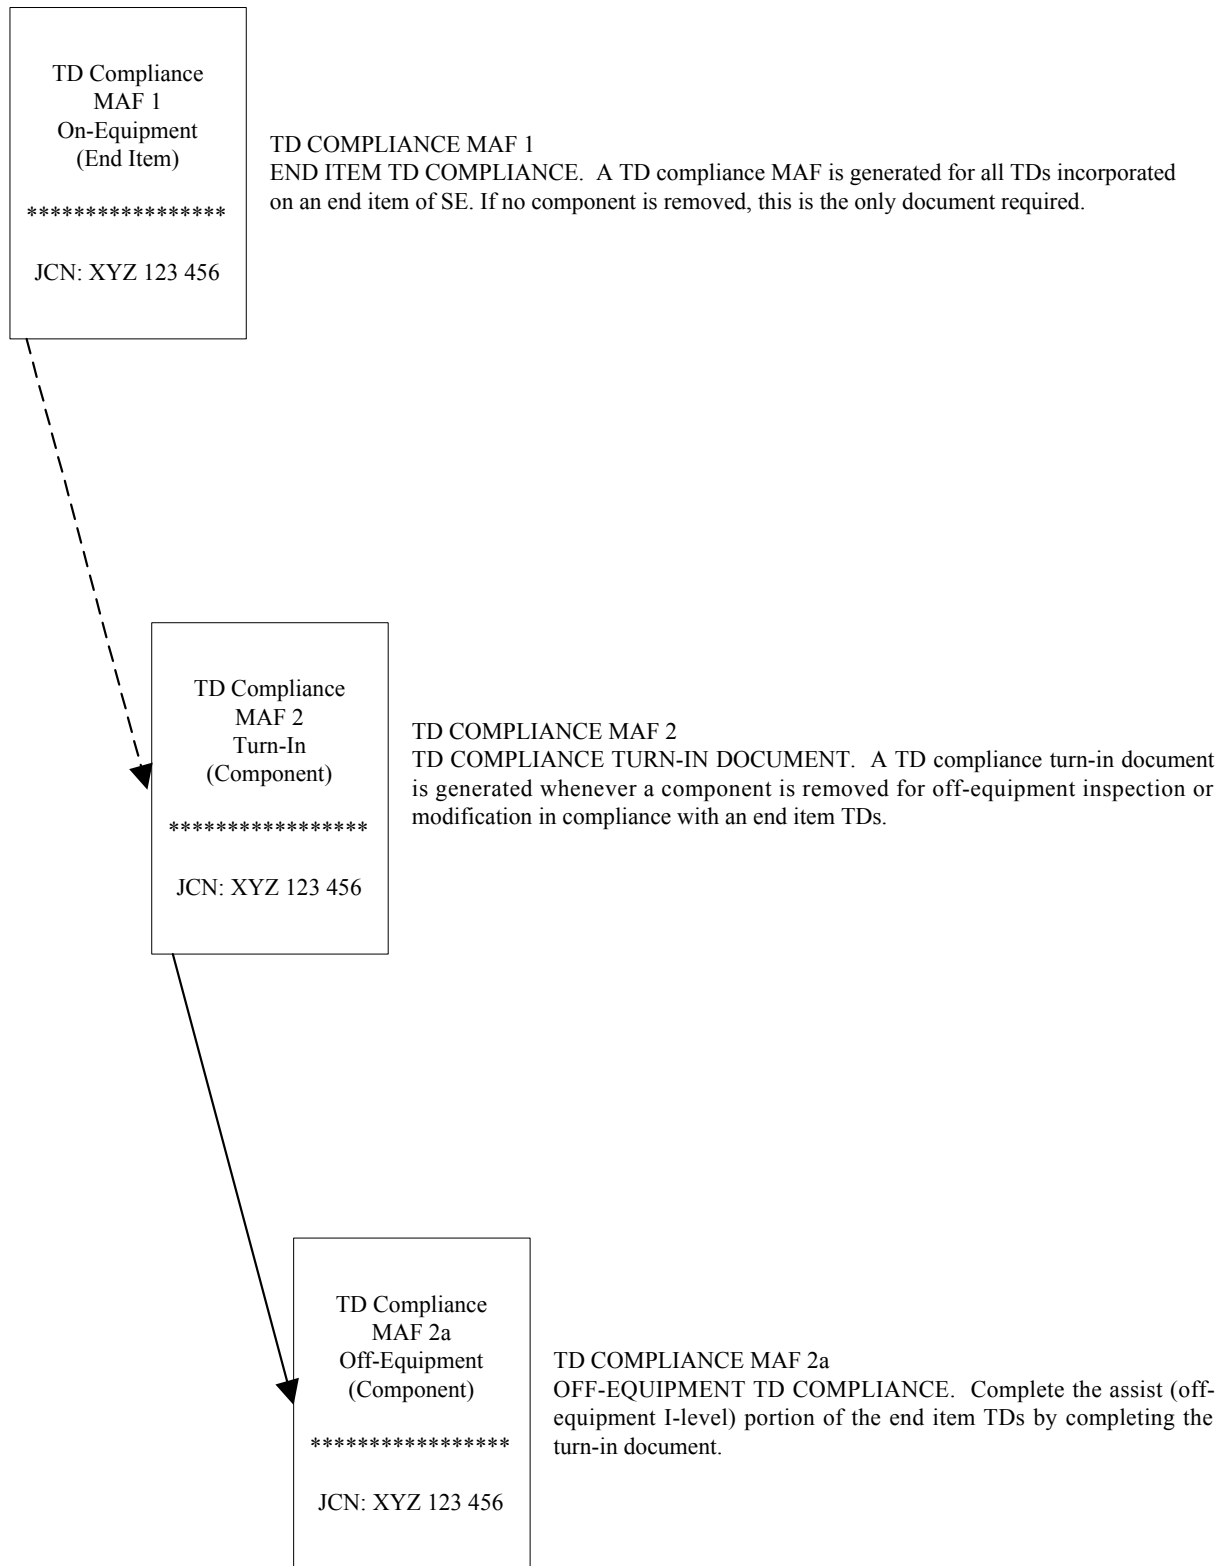 TD Compliance
MAF 1
On-Equipment
(End Item)
*****************
JCN: XYZ 123 456
TD COMPLIANCE MAF 1
END ITEM TD COMPLIANCE.  A TD compliance MAF is generated for all TDs incorporated
on an end item of SE. If no component is removed, this is the only document required.
TD Compliance
MAF 2
Turn-In
(Component)
*****************
JCN: XYZ 123 456
TD COMPLIANCE MAF 2
TD COMPLIANCE TURN-IN DOCUMENT.  A TD compliance turn-in document
is generated whenever a component is removed for off-equipment inspection or
modification in compliance with an end item TDs.
TD Compliance
MAF 2a
Off-Equipment
(Component)
*****************
JCN: XYZ 123 456
TD COMPLIANCE MAF 2a
OFF-EQUIPMENT TD COMPLIANCE.  Complete the assist (off-
equipment I-level) portion of the end item TDs by completing the
turn-in document.